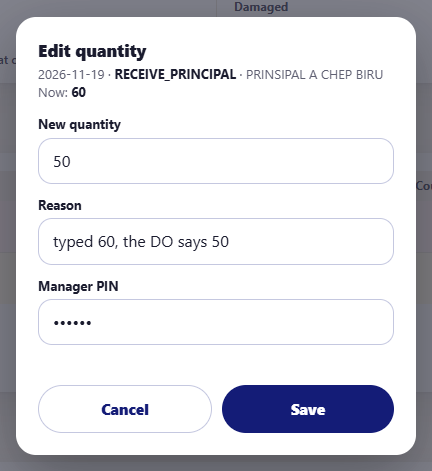 Damaged
Edit quantity
2026-11-19 · RECEIVE_PRINCIPAL · PRINSIPAL A CHEP BIRU
Now: 60
New quantity
50
Reason
typed 60, the DO says 50
Manager PIN
••••••
Cancel
Save